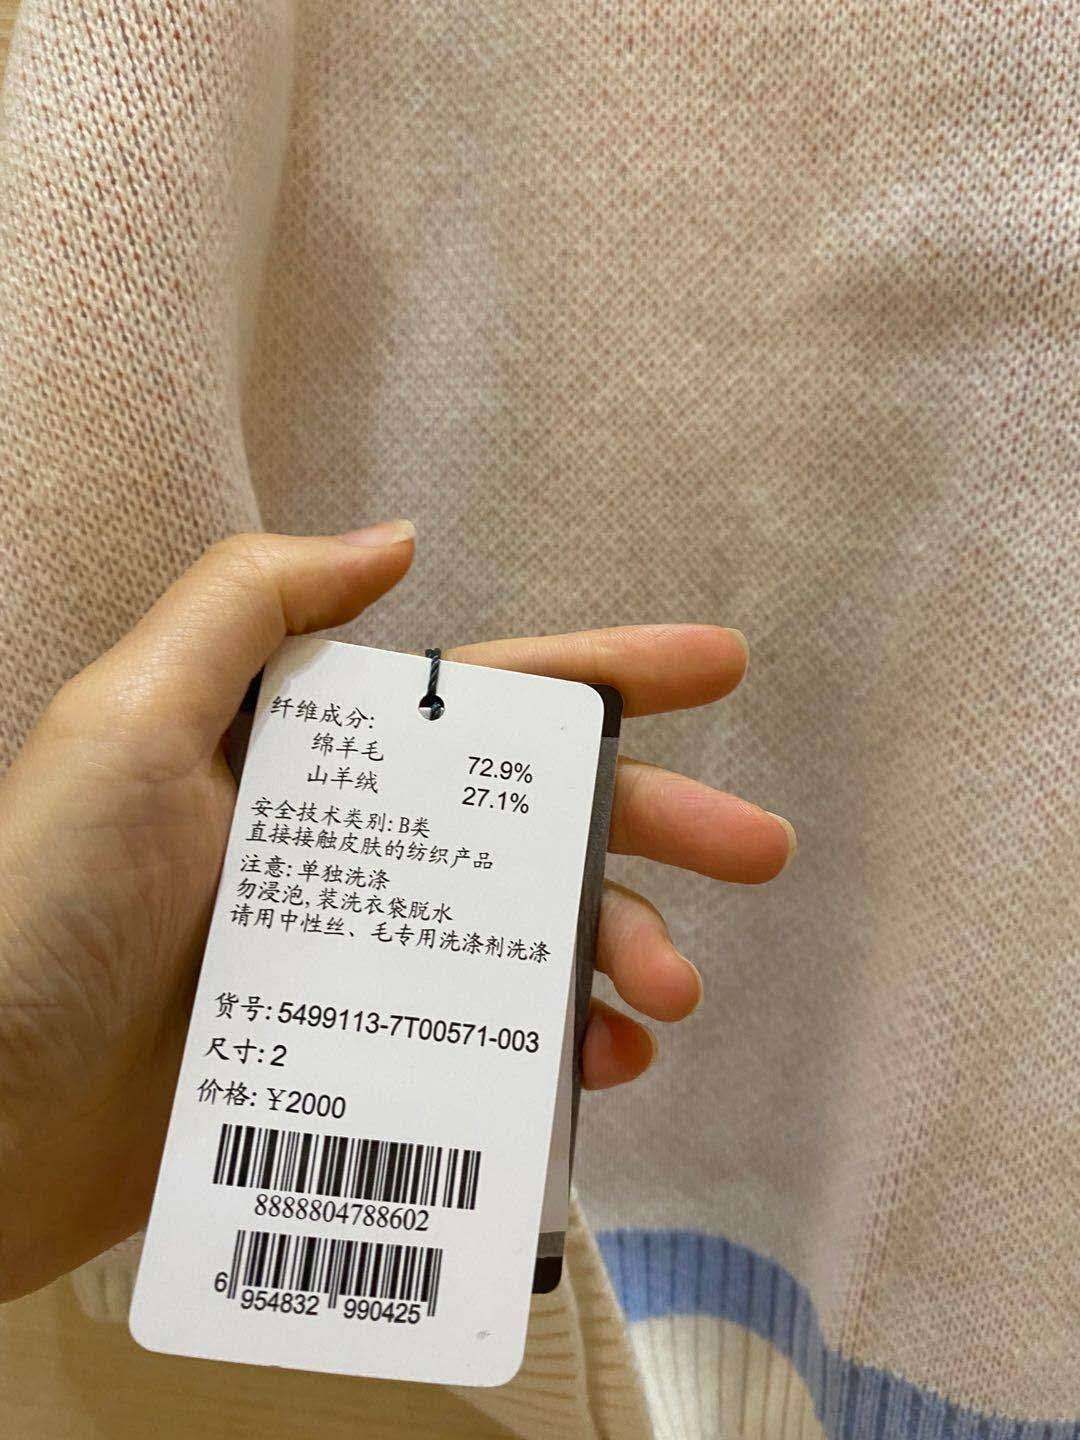 纤维成分:
绵羊毛 72.9%
山羊绒 27.1%
安全技术类别: B类
直接接触皮肤的纺织产品
注意: 单独洗涤
勿浸泡, 装洗衣袋脱水
请用中性丝、毛专用洗涤剂洗涤
货号: 5499113-7T00571-003
尺寸: 2
价格: ¥2000
8888804788602
6 954832 990425